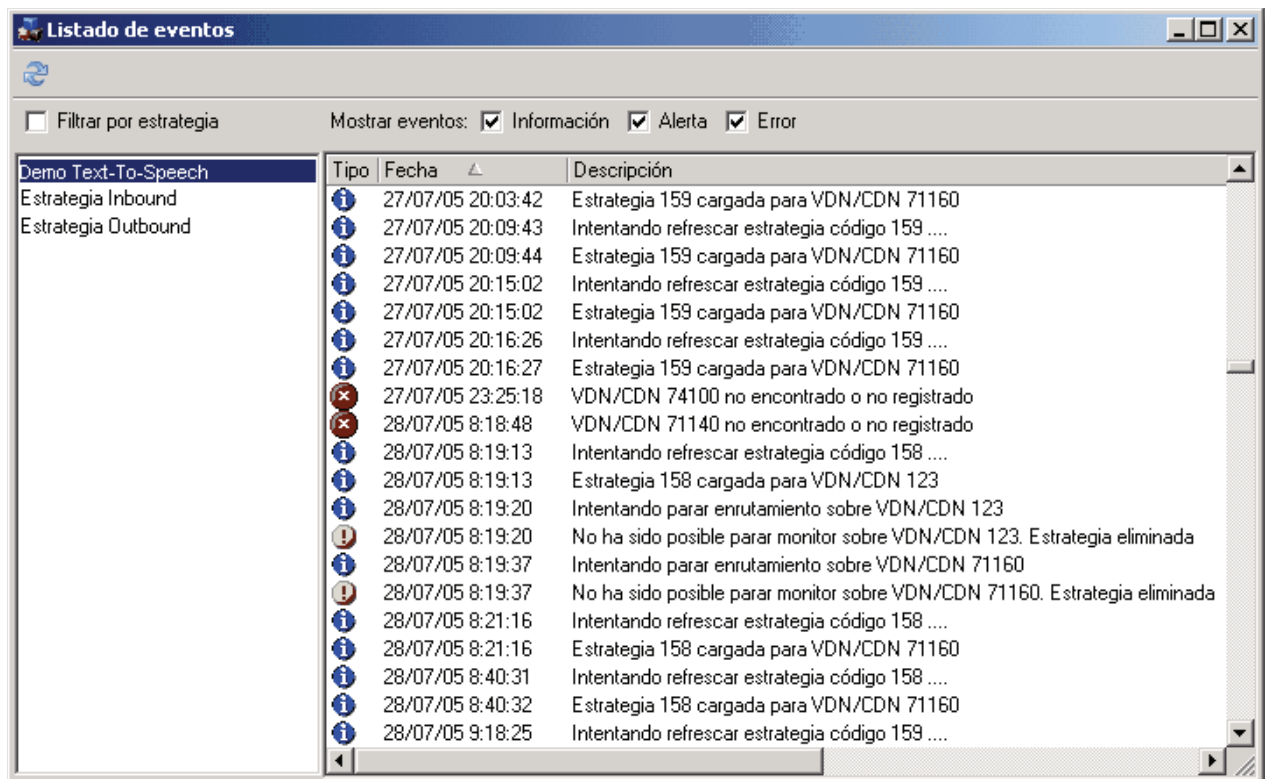 Listado de eventos
Filtrar por estrategia Mostrar eventos: Información Alerta Error
Demo Text-To-Speech
Estrategia Inbound
Estrategia Outbound
Tipo Fecha Descripción
27/07/05 20:03:42 Estrategia 159 cargada para VDN/CDN 71160
27/07/05 20:09:43 Intentando refrescar estrategia código 159 ....
27/07/05 20:09:44 Estrategia 159 cargada para VDN/CDN 71160
27/07/05 20:15:02 Intentando refrescar estrategia código 159 ....
27/07/05 20:15:02 Estrategia 159 cargada para VDN/CDN 71160
27/07/05 20:16:26 Intentando refrescar estrategia código 159 ....
27/07/05 20:16:27 Estrategia 159 cargada para VDN/CDN 71160
27/07/05 23:25:18 VDN/CDN 74100 no encontrado o no registrado
28/07/05 8:18:48 VDN/CDN 71140 no encontrado o no registrado
28/07/05 8:19:13 Intentando refrescar estrategia código 158 ....
28/07/05 8:19:13 Estrategia 158 cargada para VDN/CDN 123
28/07/05 8:19:20 Intentando parar enrutamiento sobre VDN/CDN 123
28/07/05 8:19:20 No ha sido posible parar monitor sobre VDN/CDN 123. Estrategia eliminada
28/07/05 8:19:37 Intentando parar enrutamiento sobre VDN/CDN 71160
28/07/05 8:19:37 No ha sido posible parar monitor sobre VDN/CDN 71160. Estrategia eliminada
28/07/05 8:21:16 Intentando refrescar estrategia código 158 ....
28/07/05 8:21:16 Estrategia 158 cargada para VDN/CDN 71160
28/07/05 8:40:31 Intentando refrescar estrategia código 158 ....
28/07/05 8:40:32 Estrategia 158 cargada para VDN/CDN 71160
28/07/05 9:18:25 Intentando refrescar estrategia código 159 ....